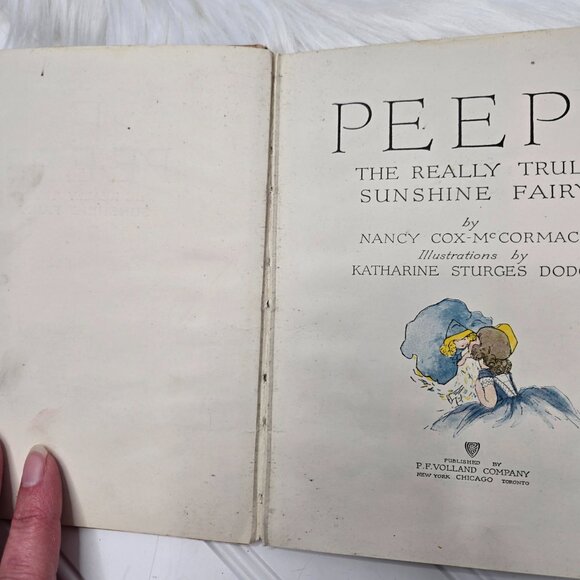 PEEP
THE REALLY TRUL
SUNSHINE FAIRY
by
NANCY COX-McCORMAC
Illustrations by
KATHARINE STURGES DODG
PUBLISHED BY
P.F. VOLLAND COMPANY
NEW YORK CHICAGO TORONTO